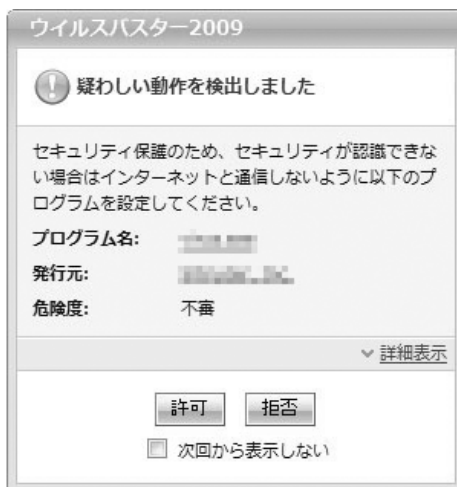 ウイルスバスター2009
疑わしい動作を検出しました
セキュリティ保護のため、セキュリティが認識できな
い場合はインターネットと通信しないように以下のプ
ログラムを設定してください。
プログラム名:
発行元:
危険度: 不審
詳細表示
許可 拒否
次回から表示しない